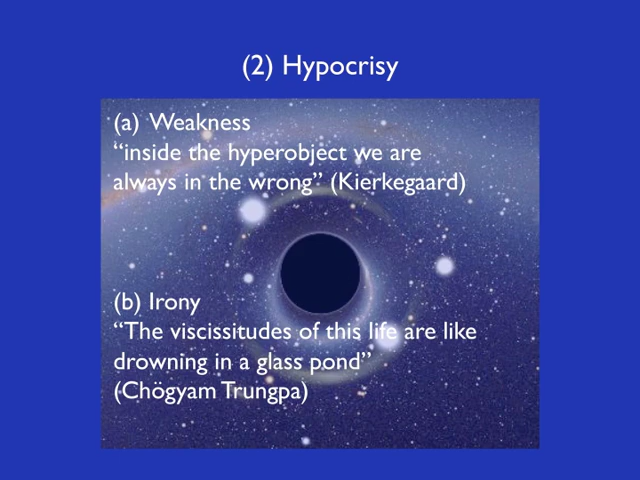 (2) Hypocrisy
(a) Weakness
“inside the hyperobject we are
always in the wrong” (Kierkegaard)
(b) Irony
“The viscissitudes of this life are like
drowning in a glass pond”
(Chögyam Trungpa)